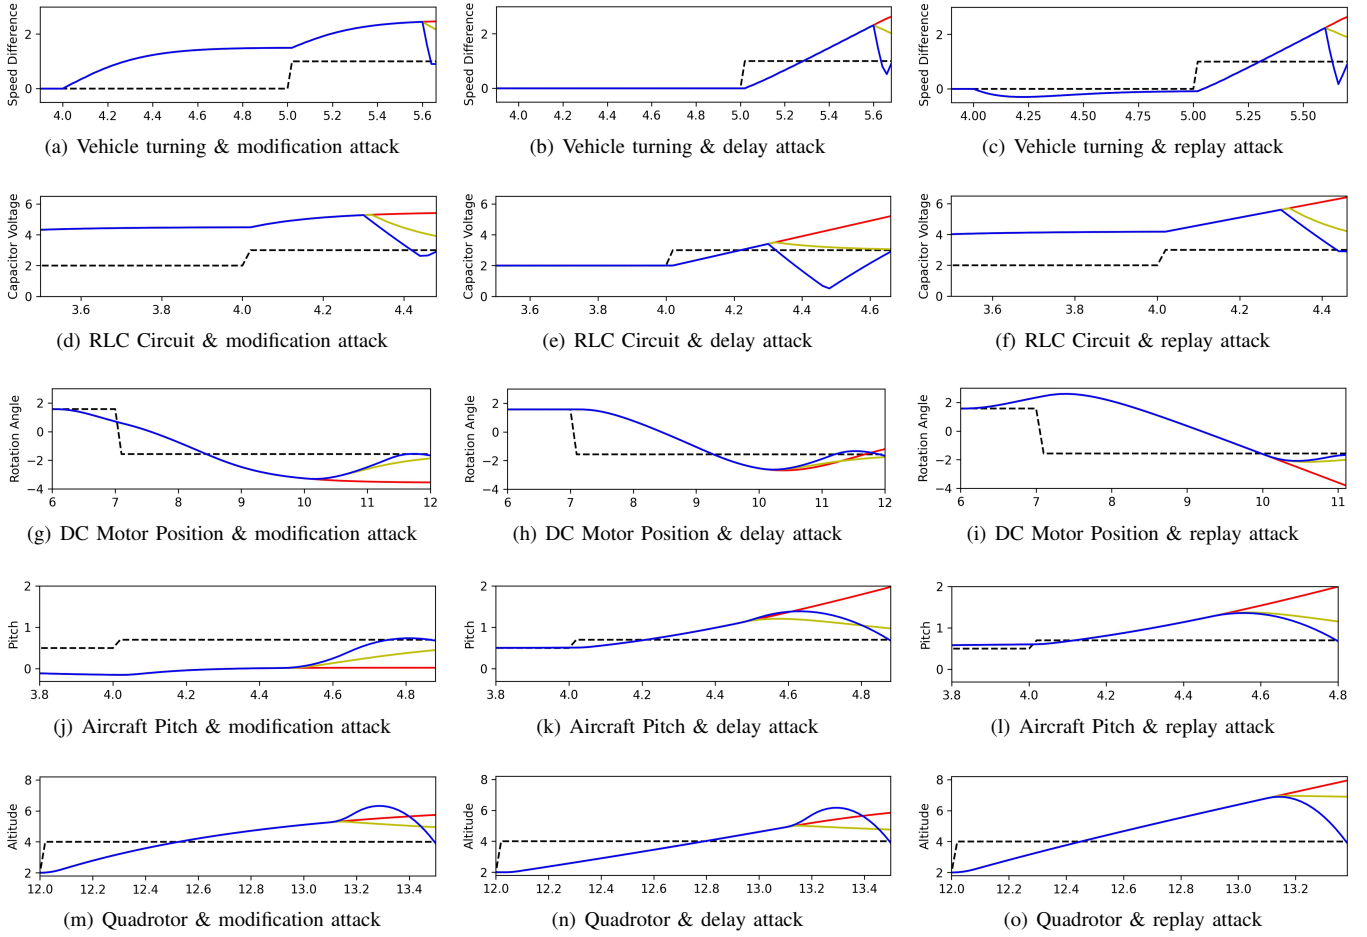 Speed Difference
2
0
4.0 4.2 4.4 4.6 4.8 5.0 5.2 5.4 5.6
(a) Vehicle turning & modification attack
Speed Difference
2
0
4.0 4.2 4.4 4.6 4.8 5.0 5.2 5.4 5.6
(b) Vehicle turning & delay attack
Speed Difference
2
0
4.00 4.25 4.50 4.75 5.00 5.25 5.50
(c) Vehicle turning & replay attack
Capacitor Voltage
6
4
2
0
3.6 3.8 4.0 4.2 4.4
(d) RLC Circuit & modification attack
Capacitor Voltage
6
4
2
0
3.6 3.8 4.0 4.2 4.4 4.6
(e) RLC Circuit & delay attack
Capacitor Voltage
6
4
2
0
3.6 3.8 4.0 4.2 4.4
(f) RLC Circuit & replay attack
Rotation Angle
2
0
−2
−4
6 7 8 9 10 11 12
(g) DC Motor Position & modification attack
Rotation Angle
2
0
−2
−4
6 7 8 9 10 11 12
(h) DC Motor Position & delay attack
Rotation Angle
2
0
−2
−4
6 7 8 9 10 11
(i) DC Motor Position & replay attack
Pitch
2
1
0
3.8 4.0 4.2 4.4 4.6 4.8
(j) Aircraft Pitch & modification attack
Pitch
2
1
0
3.8 4.0 4.2 4.4 4.6 4.8
(k) Aircraft Pitch & delay attack
Pitch
2
1
0
3.8 4.0 4.2 4.4 4.6 4.8
(l) Aircraft Pitch & replay attack
Altitude
8
6
4
2
12.0 12.2 12.4 12.6 12.8 13.0 13.2 13.4
(m) Quadrotor & modification attack
Altitude
8
6
4
2
12.0 12.2 12.4 12.6 12.8 13.0 13.2 13.4
(n) Quadrotor & delay attack
Altitude
8
6
4
2
12.0 12.2 12.4 12.6 12.8 13.0 13.2
(o) Quadrotor & replay attack